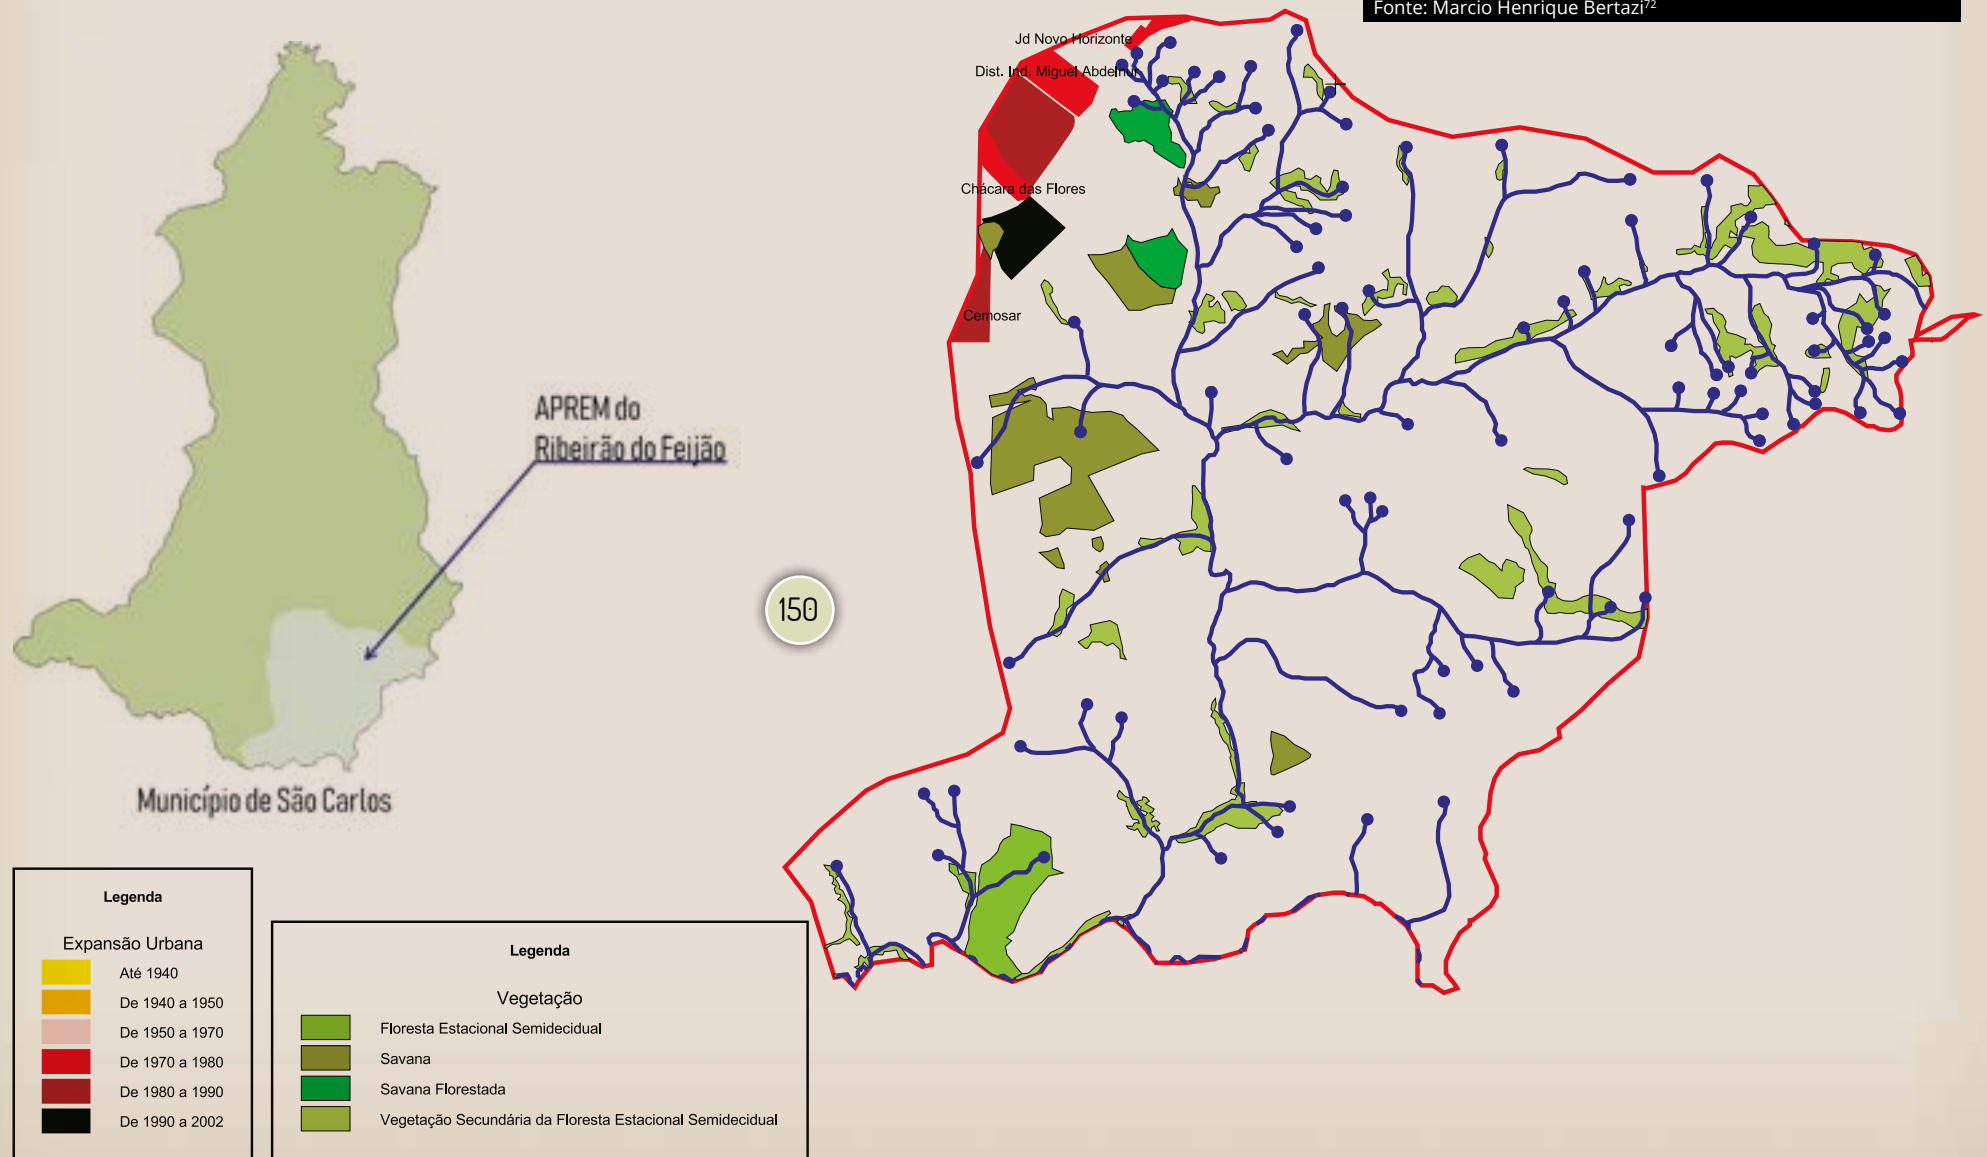 Fonte: Marcio Henrique Bertazi⁷²
Jd Novo Horizonte
Dist. Ind. Miguel Abdelnur
Chácara das Flores
Cemosar
APREM do
Ribeirão do Feijão
150
Município de São Carlos
Legenda
Expansão Urbana
Até 1940
De 1940 a 1950
De 1950 a 1970
De 1970 a 1980
De 1980 a 1990
De 1990 a 2002
Legenda
Vegetação
Floresta Estacional Semidecidual
Savana
Savana Florestada
Vegetação Secundária da Floresta Estacional Semidecidual